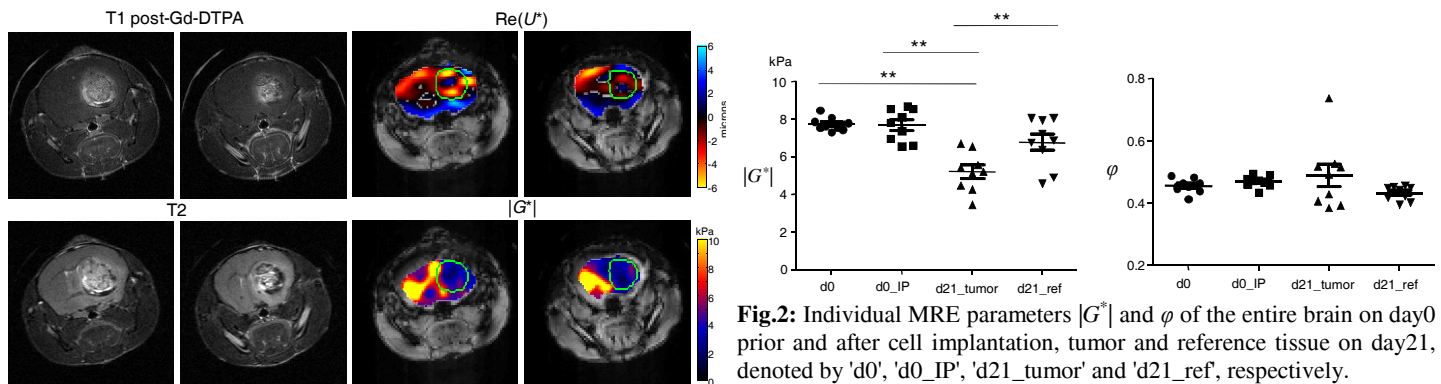 T1 post-Gd-DTPA
Re(U*)
6
4
2
0
-2
-4
-6
microns
T2
|G*|
kPa
10
8
6
4
2
0
**
**
**
kPa
10
8
6
4
2
0
|G*|
d0
d0_IP
d21_tumor
d21_ref
0.8
0.6
0.4
0.2
φ
d0
d0_IP
d21_tumor
d21_ref
Fig.2: Individual MRE parameters |G*| and φ of the entire brain on day0
prior and after cell implantation, tumor and reference tissue on day21,
denoted by 'd0', 'd0_IP', 'd21_tumor' and 'd21_ref', respectively.